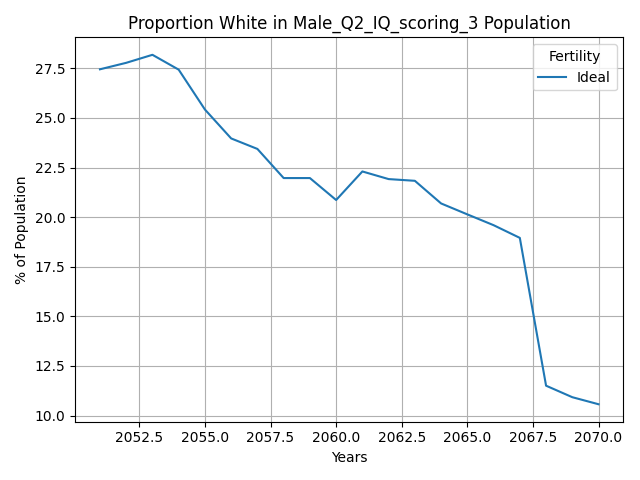 Proportion White in Male_Q2_IQ_scoring_3 Population
Fertility
Ideal
27.5
25.0
22.5
20.0
17.5
15.0
12.5
10.0
% of Population
2052.5 2055.0 2057.5 2060.0 2062.5 2065.0 2067.5 2070.0
Years